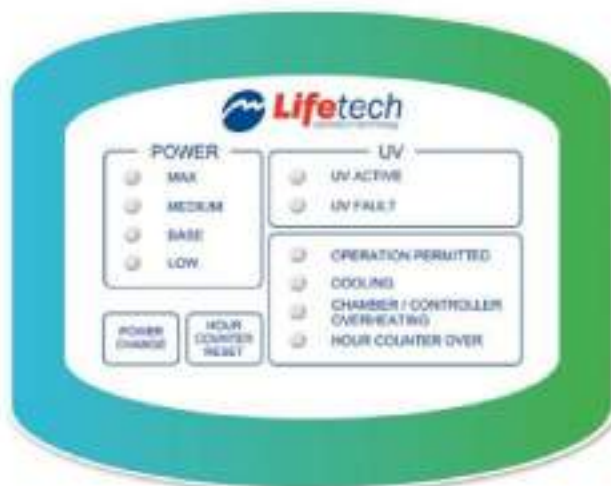 Lifetech
POWER
MAX
MEDIUM
BASE
LOW
POWER
CHANGE
HOUR
COUNTER
RESET
UV
UV ACTIVE
UV FAULT
OPERATION PERMITTED
COOLING
CHAMBER / CONTROLLER
OVERHEATING
HOUR COUNTER OVER